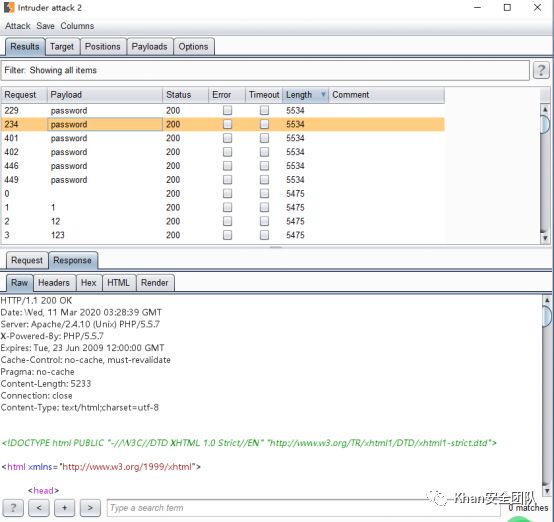 Intruder attack 2
Attack Save Columns
Results Target Positions Payloads Options
Filter: Showing all items ?
Request Payload Status Error Timeout Length Comment
229 password 200 5534
234 password 200 5534
401 password 200 5534
402 password 200 5534
446 password 200 5534
449 password 200 5534
0 200 5475
1 1 200 5475
2 12 200 5475
3 123 200 5475
Request Response
Raw Headers Hex HTML Render
HTTP/1.1 200 OK
Date: Wed, 11 Mar 2020 03:28:39 GMT
Server: Apache/2.4.10 (Unix) PHP/5.5.7
X-Powered-By: PHP/5.5.7
Expires: Tue, 23 Jun 2009 12:00:00 GMT
Cache-Control: no-cache, must-revalidate
Pragma: no-cache
Content-Length: 5233
Connection: close
Content-Type: text/html;charset=utf-8
<!DOCTYPE html PUBLIC "-//W3C//DTD XHTML 1.0 Strict//EN" "http://www.w3.org/TR/xhtml1/DTD/xhtml1-strict.dtd">
<html xmlns="http://www.w3.org/1999/xhtml">
<head>
Khan安全团队
? < + > Type a search term 0 matches